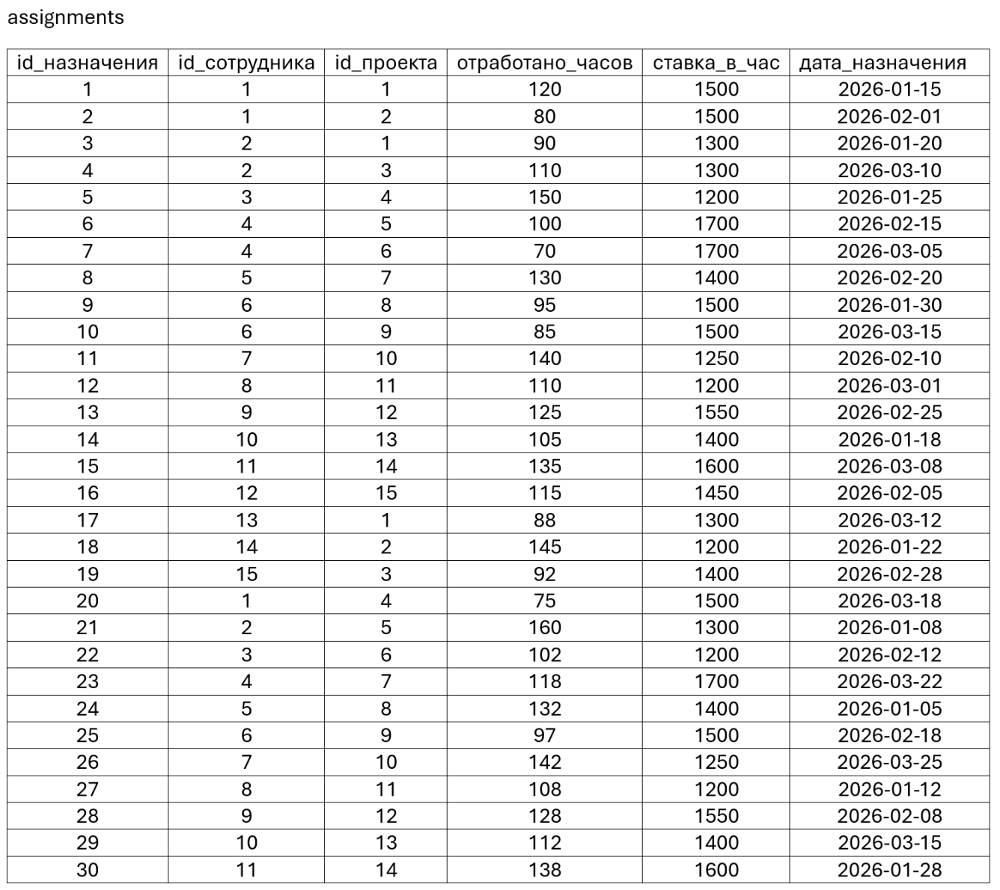 assignments
id_назначения id_сотрудника id_проекта отработано_часов ставка_в_час дата_назначения
1 1 1 120 1500 2026-01-15
2 1 2 80 1500 2026-02-01
3 2 1 90 1300 2026-01-20
4 2 3 110 1300 2026-03-10
5 3 4 150 1200 2026-01-25
6 4 5 100 1700 2026-02-15
7 4 6 70 1700 2026-03-05
8 5 7 130 1400 2026-02-20
9 6 8 95 1500 2026-01-30
10 6 9 85 1500 2026-03-15
11 7 10 140 1250 2026-02-10
12 8 11 110 1200 2026-03-01
13 9 12 125 1550 2026-02-25
14 10 13 105 1400 2026-01-18
15 11 14 135 1600 2026-03-08
16 12 15 115 1450 2026-02-05
17 13 1 88 1300 2026-03-12
18 14 2 145 1200 2026-01-22
19 15 3 92 1400 2026-02-28
20 1 4 75 1500 2026-03-18
21 2 5 160 1300 2026-01-08
22 3 6 102 1200 2026-02-12
23 4 7 118 1700 2026-03-22
24 5 8 132 1400 2026-01-05
25 6 9 97 1500 2026-02-18
26 7 10 142 1250 2026-03-25
27 8 11 108 1200 2026-01-12
28 9 12 128 1550 2026-02-08
29 10 13 112 1400 2026-03-15
30 11 14 138 1600 2026-01-28